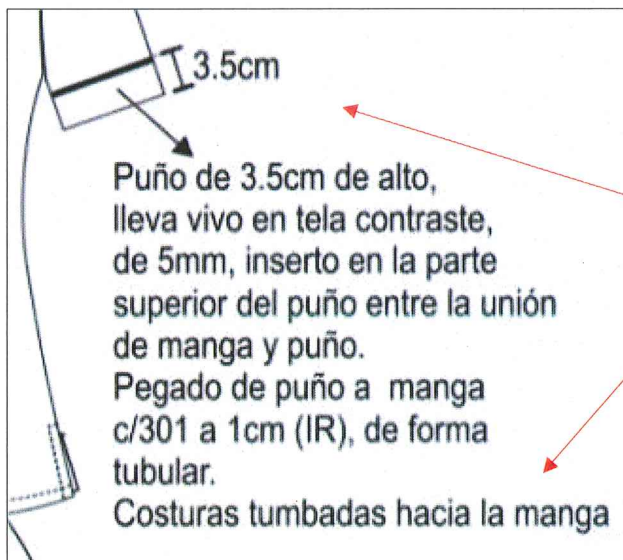 3.5cm
Puño de 3.5cm de alto,
lleva vivo en tela contraste,
de 5mm, inserto en la parte
superior del puño entre la unión
de manga y puño.
Pegado de puño a manga
c/301 a 1cm (IR), de forma
tubular.
Costuras tumbadas hacia la manga